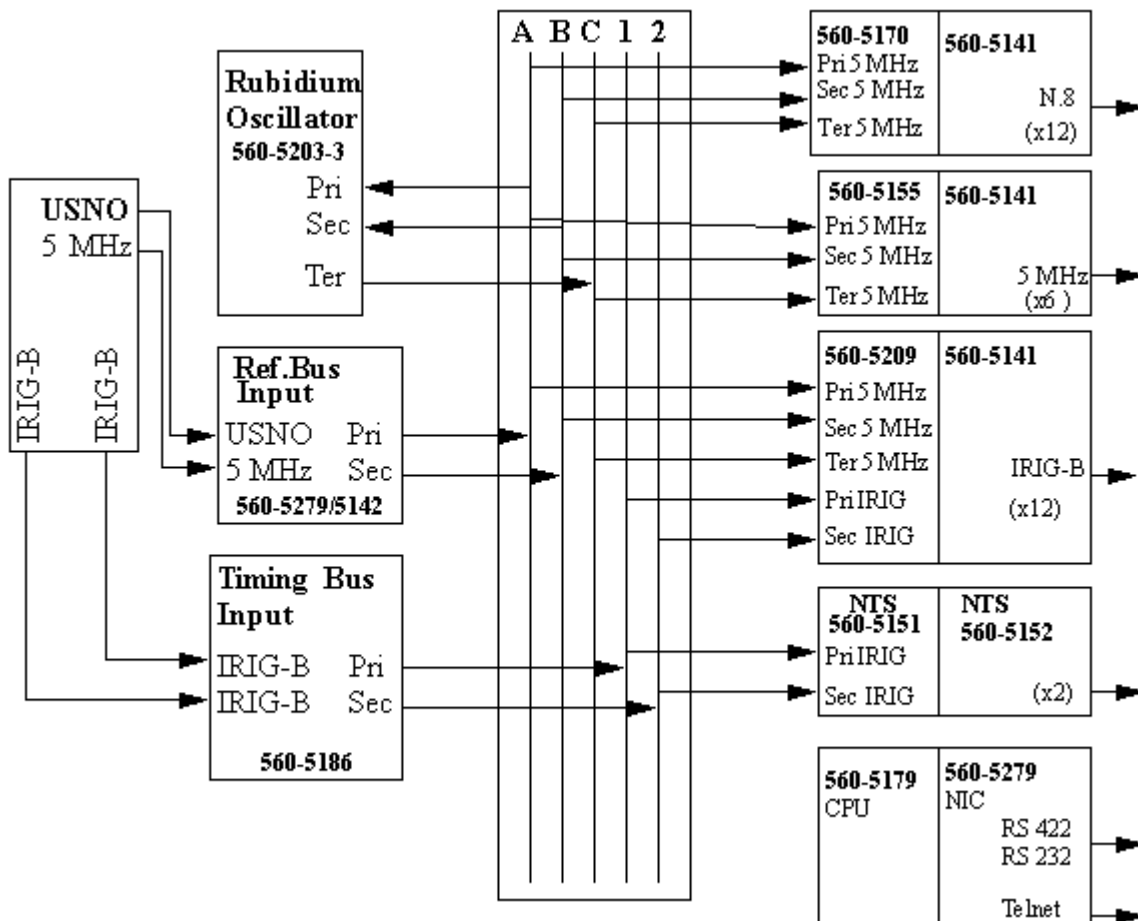 USNO
5 MHz
IRIG-B
IRIG-B
Rubidium
Oscillator
560-5203-3
Pri
Sec
Ter
Ref.Bus
Input
USNO Pri
5 MHz Sec
560-5279/5142
Timing Bus
Input
IRIG-B Pri
IRIG-B Sec
560-5186
A B C 1 2
560-5170
Pri 5 MHz
Sec 5 MHz
Ter 5 MHz
560-5141
N.8
(x12)
560-5155
Pri 5 MHz
Sec 5 MHz
Ter 5 MHz
560-5141
5 MHz
(x6 )
560-5209
Pri 5 MHz
Sec 5 MHz
Ter 5 MHz
Pri IRIG
Sec IRIG
560-5141
IRIG-B
(x12)
NTS
560-5151
Pri IRIG
Sec IRIG
NTS
560-5152
(x2)
560-5179
CPU
560-5279
NIC
RS 422
RS 232
Telnet